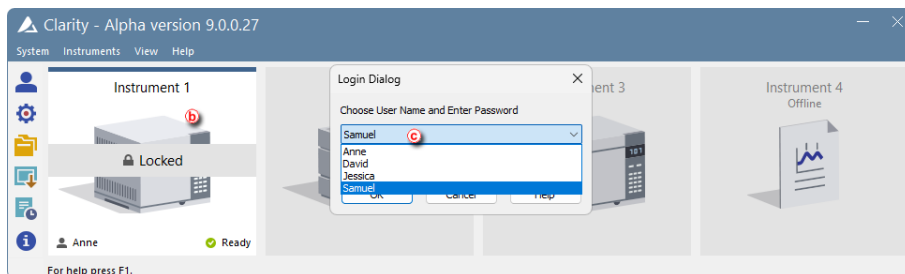 Clarity - Alpha version 9.0.0.27
System Instruments View Help
Instrument 1
b
Locked
Anne
Ready
Login Dialog
Choose User Name and Enter Password
Samuel
c
Anne
David
Jessica
Samuel
OK Cancel Help
ent 3
101
Instrument 4
Offline
For help press F1.